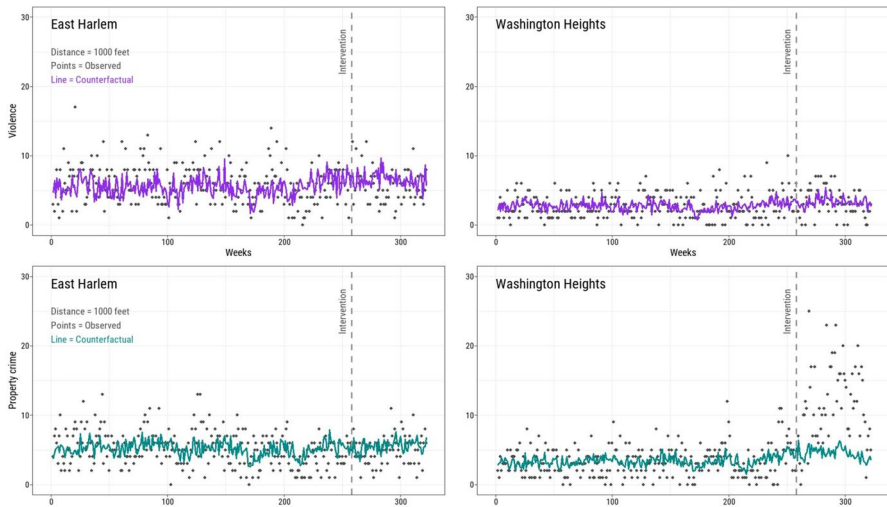 East Harlem
Distance = 1000 feet
Points = Observed
Line = Counterfactual
Intervention
Violence
30
20
10
0
0 100 200 300
Weeks
Washington Heights
Intervention
30
20
10
0
0 100 200 300
Weeks
East Harlem
Distance = 1000 feet
Points = Observed
Line = Counterfactual
Intervention
Property crime
30
20
10
0
0 100 200 300
Washington Heights
Intervention
30
20
10
0
0 100 200 300